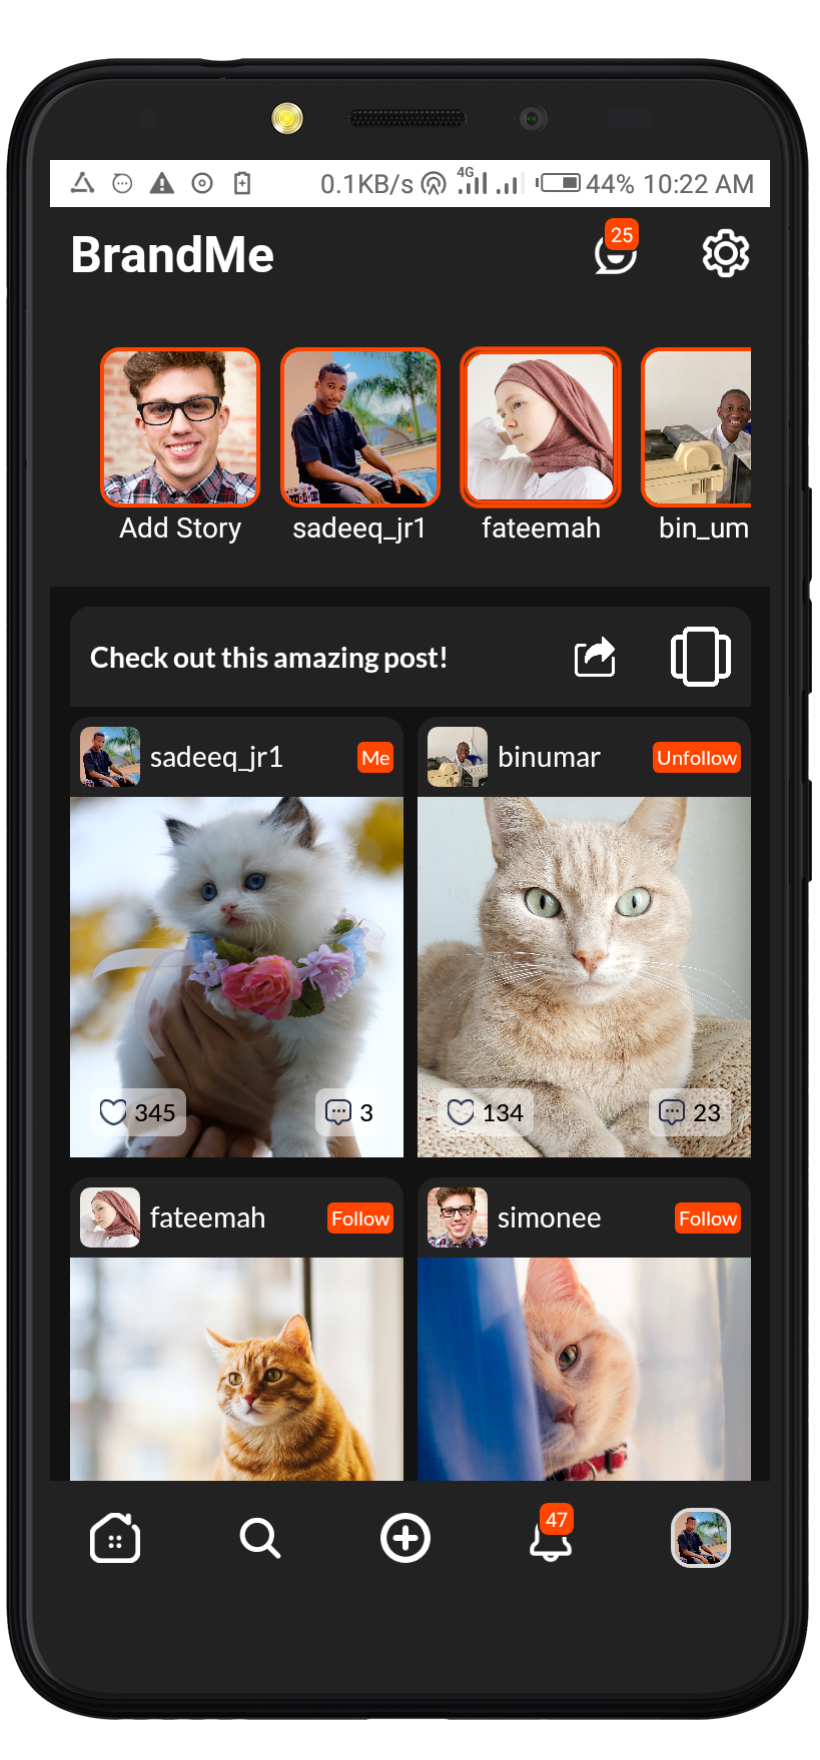 0.1KB/s 4G 44% 10:22 AM
BrandMe 25
Add Story sadeeq_jr1 fateemah bin_um
Check out this amazing post!
sadeeq_jr1 Me binumar Unfollow
345 3 134 23
fateemah Follow simonee Follow
47